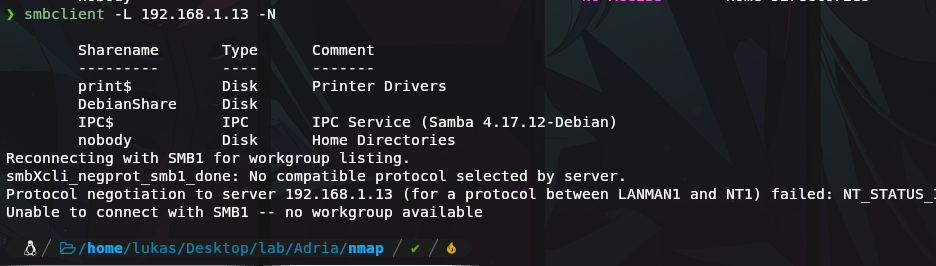 nobody Home Directories
❯ smbclient -L 192.168.1.13 -N
Sharename Type Comment
--------- ---- -------
print$ Disk Printer Drivers
DebianShare Disk
IPC$ IPC IPC Service (Samba 4.17.12-Debian)
nobody Disk Home Directories
Reconnecting with SMB1 for workgroup listing.
smbXcli_negprot_smb1_done: No compatible protocol selected by server.
Protocol negotiation to server 192.168.1.13 (for a protocol between LANMAN1 and NT1) failed: NT_STATUS_
Unable to connect with SMB1 -- no workgroup available
/ /home/lukas/Desktop/lab/Adria/nmap / ✔ /